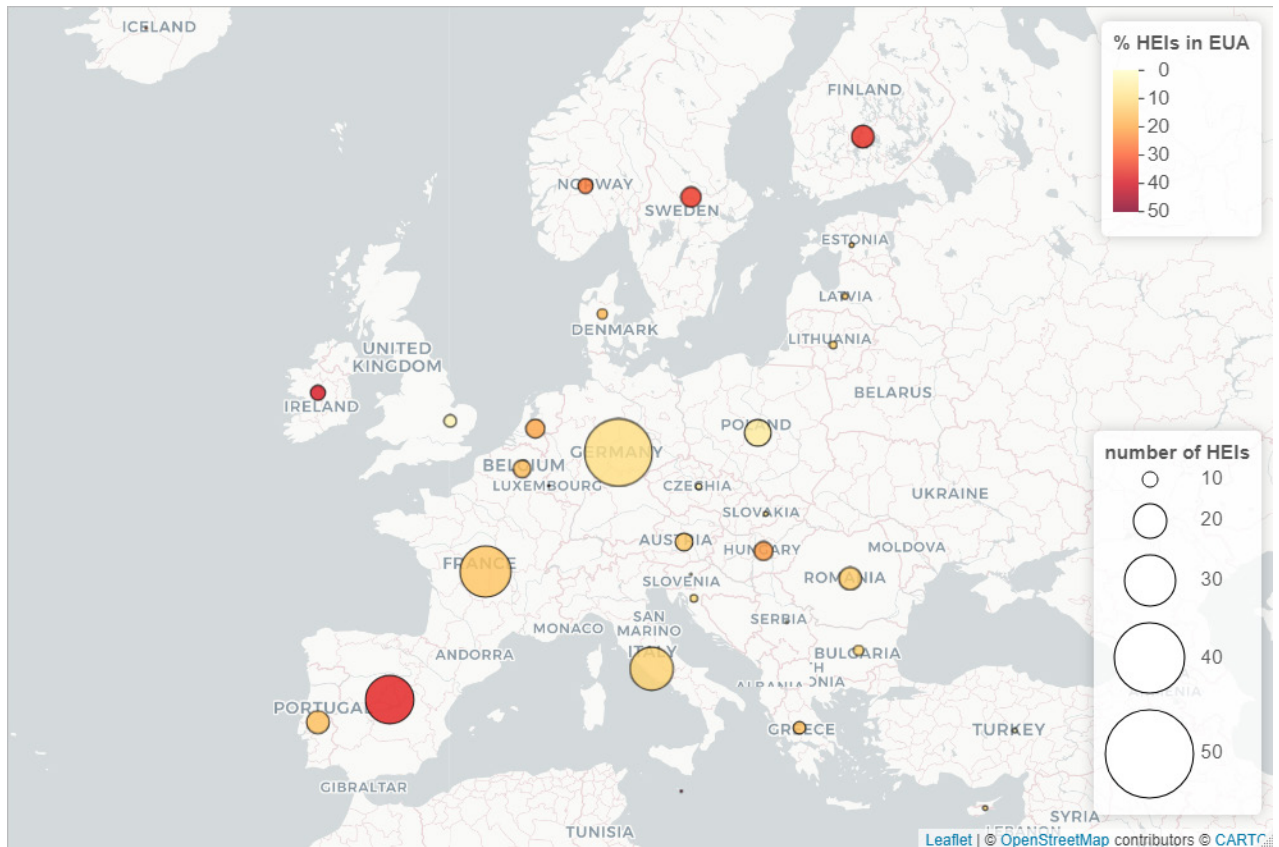 ICELAND
% HEIs in EUA
0
10
20
30
40
50
FINLAND
NORWAY
SWEDEN
ESTONIA
LATVIA
DENMARK
LITHUANIA
UNITED
KINGDOM
BELARUS
IRELAND
POLAND
GERMANY
BELGIUM
LUXEMBOURG
CZECHIA
UKRAINE
SLOVAKIA
AUSTRIA
HUNGARY
MOLDOVA
FRANCE
SLOVENIA
ROMANIA
SAN
MARINO
MONACO
SERBIA
ITALY
ANDORRA
BULGARIA
H
ONIA
ALBANIA
PORTUGAL
GREECE
TURKEY
GIBRALTAR
TUNISIA
SYRIA
LEBANON
number of HEIs
10
20
30
40
50
Leaflet | © OpenStreetMap contributors © CARTO